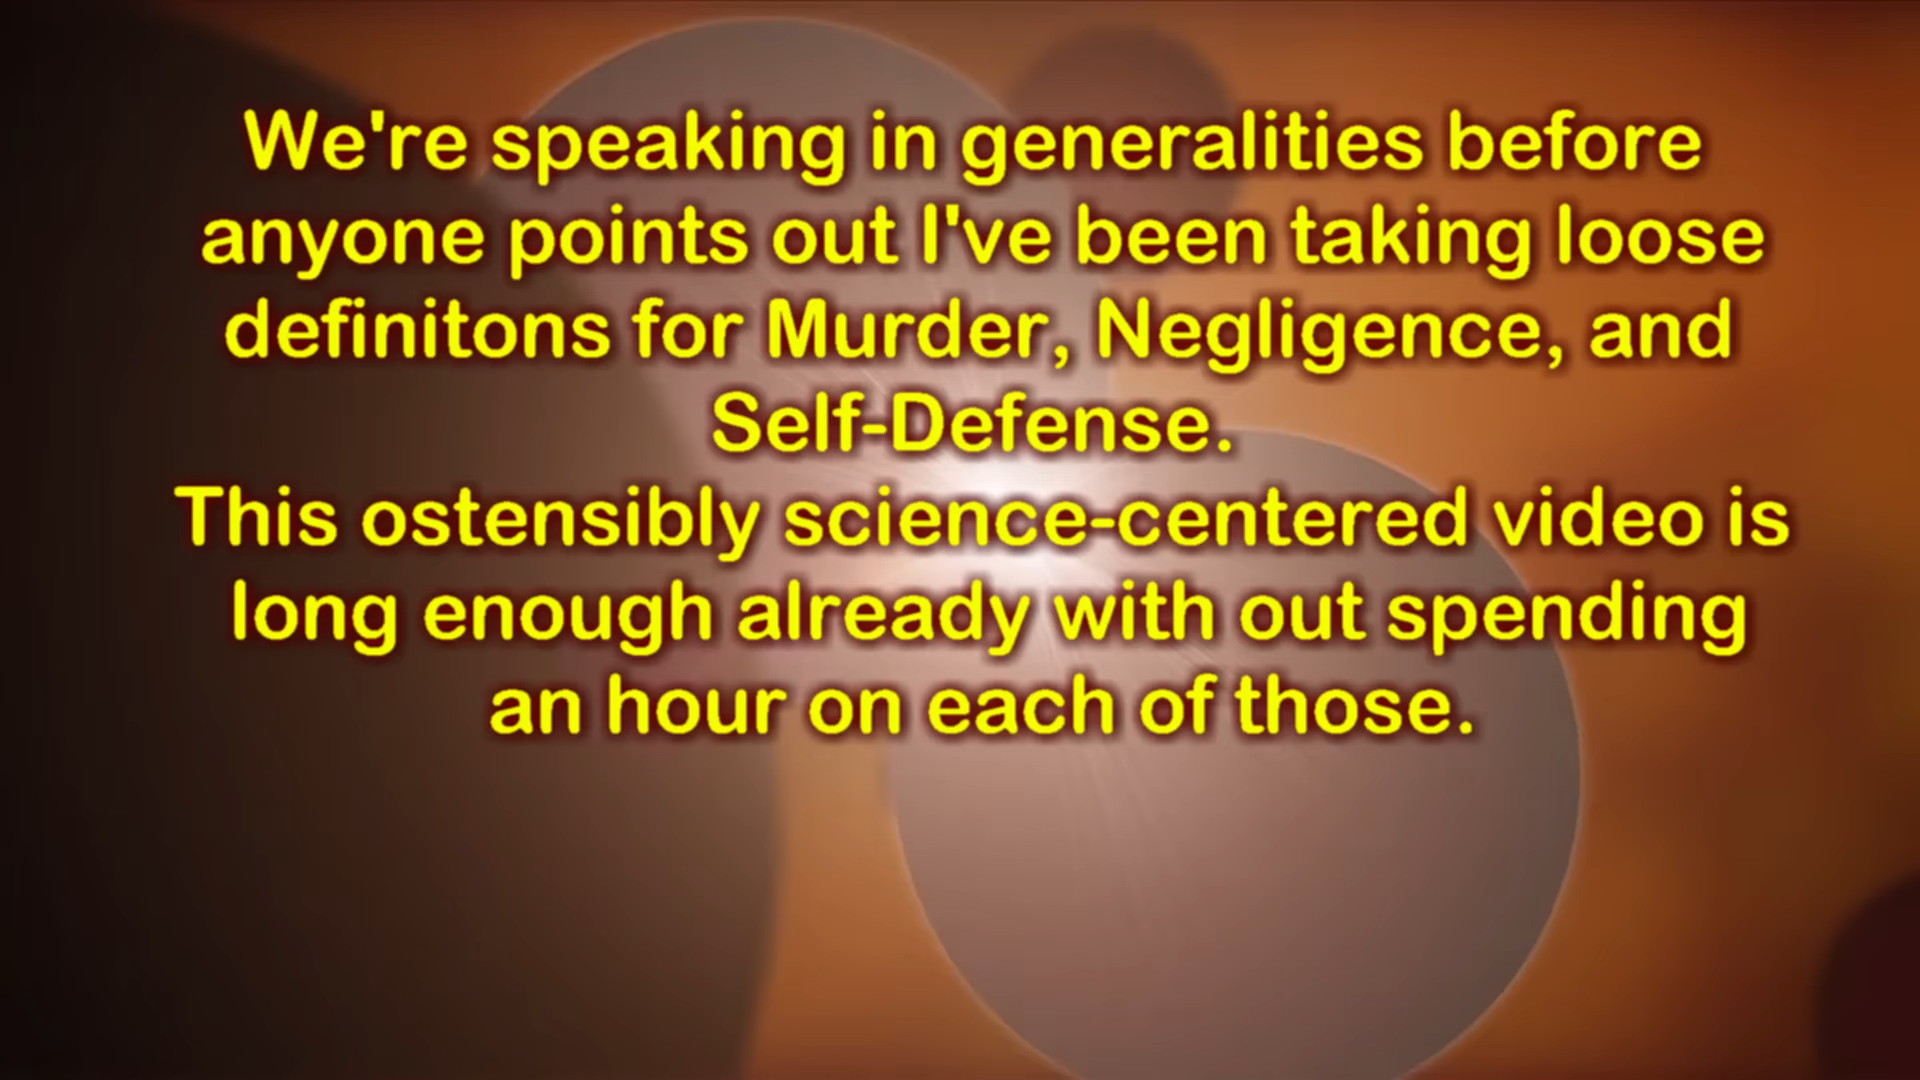 We're speaking in generalities before
anyone points out I've been taking loose
definitons for Murder, Negligence, and
Self-Defense.
This ostensibly science-centered video is
long enough already with out spending
an hour on each of those.